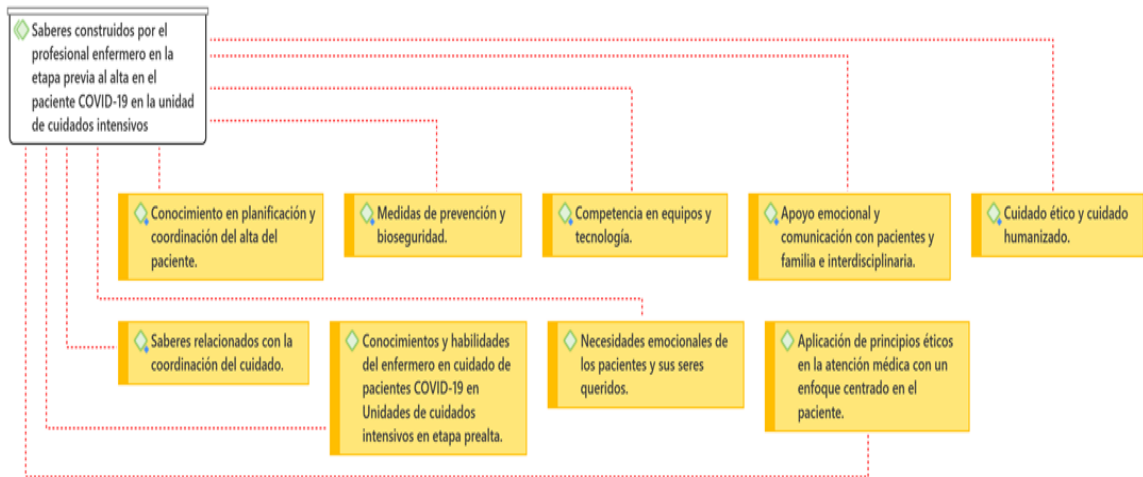 Saberes construidos por el
profesional enfermero en la
etapa previa al alta en el
paciente COVID-19 en la unidad
de cuidados intensivos
Conocimiento en planificación y
coordinación del alta del
paciente.
Medidas de prevención y
bioseguridad.
Competencia en equipos y
tecnología.
Apoyo emocional y
comunicación con pacientes y
familia e interdisciplinaria.
Cuidado ético y cuidado
humanizado.
Saberes relacionados con la
coordinación del cuidado.
Conocimientos y habilidades
del enfermero en cuidado de
pacientes COVID-19 en
Unidades de cuidados
intensivos en etapa prealta.
Necesidades emocionales de
los pacientes y sus seres
queridos.
Aplicación de principios éticos
en la atención médica con un
enfoque centrado en el
paciente.